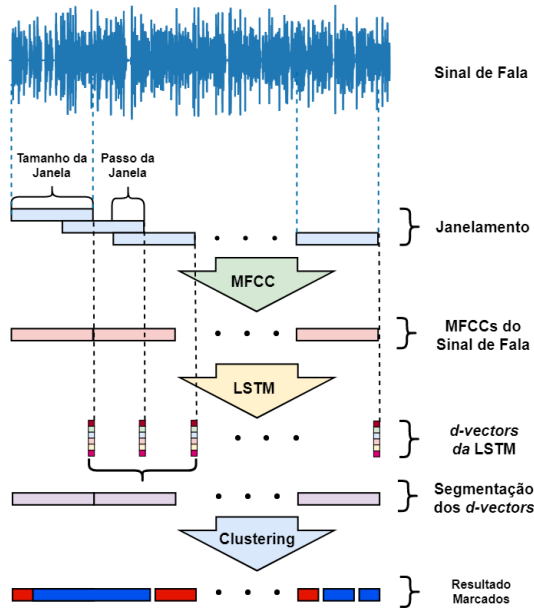 Sinal de Fala
Tamanho da
Janela
Passo da
Janela
Janelamento
MFCC
MFCCs do
Sinal de Fala
LSTM
d-vectors
da LSTM
Segmentação
dos d-vectors
Clustering
Resultado
Marcados